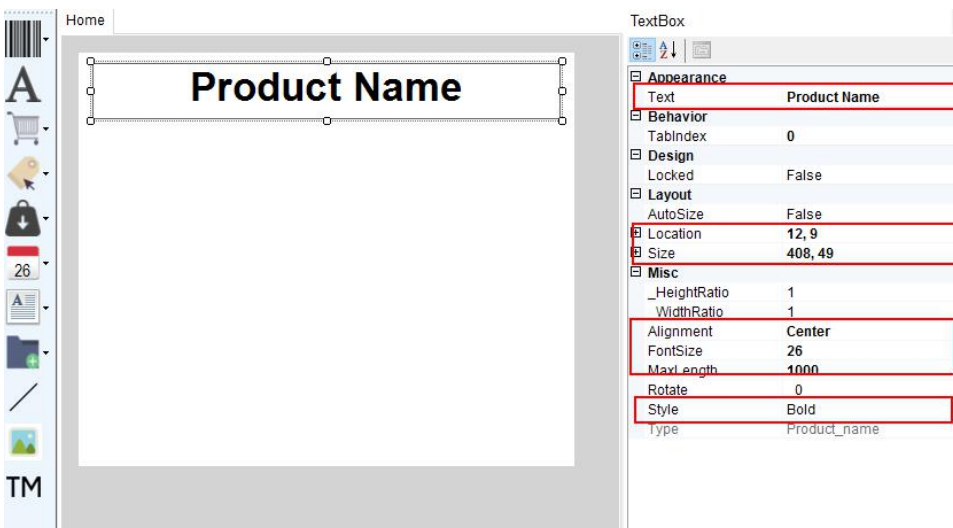 Home
TextBox
A
Z
A
26
A
TM
Product Name
Appearance
Text Product Name
Behavior
TabIndex 0
Design
Locked False
Layout
AutoSize False
Location 12, 9
Size 408, 49
Misc
_HeightRatio 1
_WidthRatio 1
Alignment Center
FontSize 26
MaxLength 1000
Rotate 0
Style Bold
Type Product_name